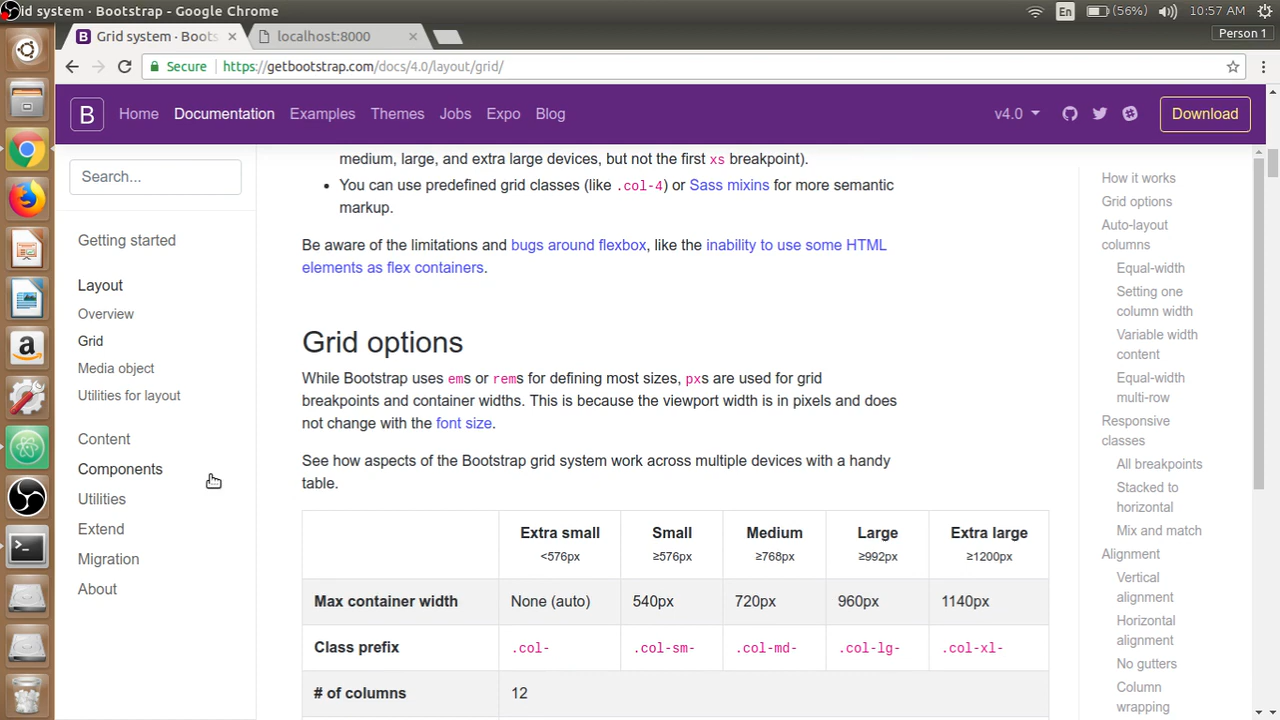 id system · Bootstrap - Google Chrome
En
(56%)
10:57 AM
Grid system · Boots
localhost:8000
Person 1
Secure
https://getbootstrap.com/docs/4.0/layout/grid/
B
Home
Documentation
Examples
Themes
Jobs
Expo
Blog
v4.0
Download
Search...
Getting started
Layout
Overview
Grid
Media object
Utilities for layout
Content
Components
Utilities
Extend
Migration
About
medium, large, and extra large devices, but not the first xs breakpoint).
You can use predefined grid classes (like .col-4) or Sass mixins for more semantic
markup.
Be aware of the limitations and bugs around flexbox, like the inability to use some HTML
elements as flex containers.
Grid options
While Bootstrap uses ems or rems for defining most sizes, pxs are used for grid
breakpoints and container widths. This is because the viewport width is in pixels and does
not change with the font size.
See how aspects of the Bootstrap grid system work across multiple devices with a handy
table.
Extra small Small Medium Large Extra large
<576px ≥576px ≥768px ≥992px ≥1200px
Max container width None (auto) 540px 720px 960px 1140px
Class prefix .col- .col-sm- .col-md- .col-lg- .col-xl-
# of columns 12
How it works
Grid options
Auto-layout
columns
Equal-width
Setting one
column width
Variable width
content
Equal-width
multi-row
Responsive
classes
All breakpoints
Stacked to
horizontal
Mix and match
Alignment
Vertical
alignment
Horizontal
alignment
No gutters
Column
wrapping